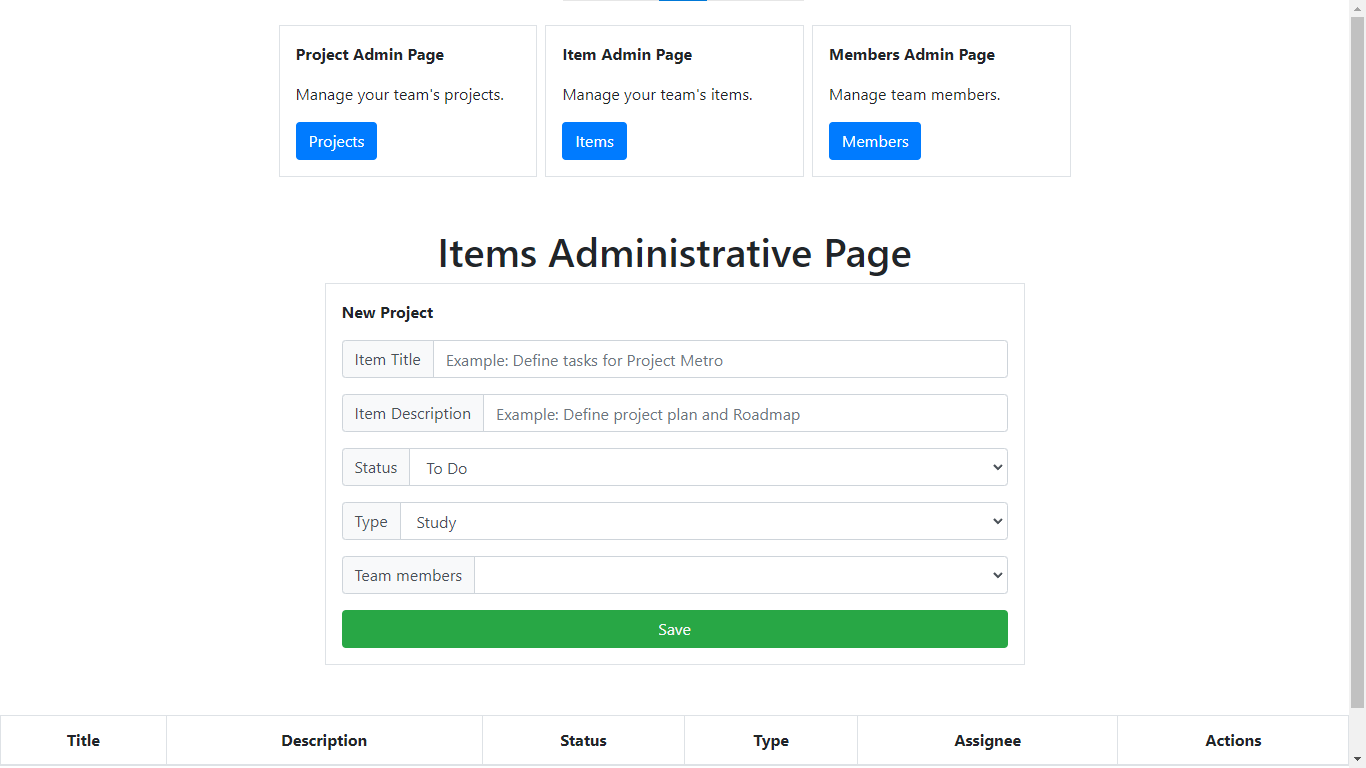 Project Admin Page
Manage your team's projects.
Projects
Item Admin Page
Manage your team's items.
Items
Members Admin Page
Manage team members.
Members
Items Administrative Page
New Project
Item Title Example: Define tasks for Project Metro
Item Description Example: Define project plan and Roadmap
Status To Do
Type Study
Team members
Save
Title Description Status Type Assignee Actions